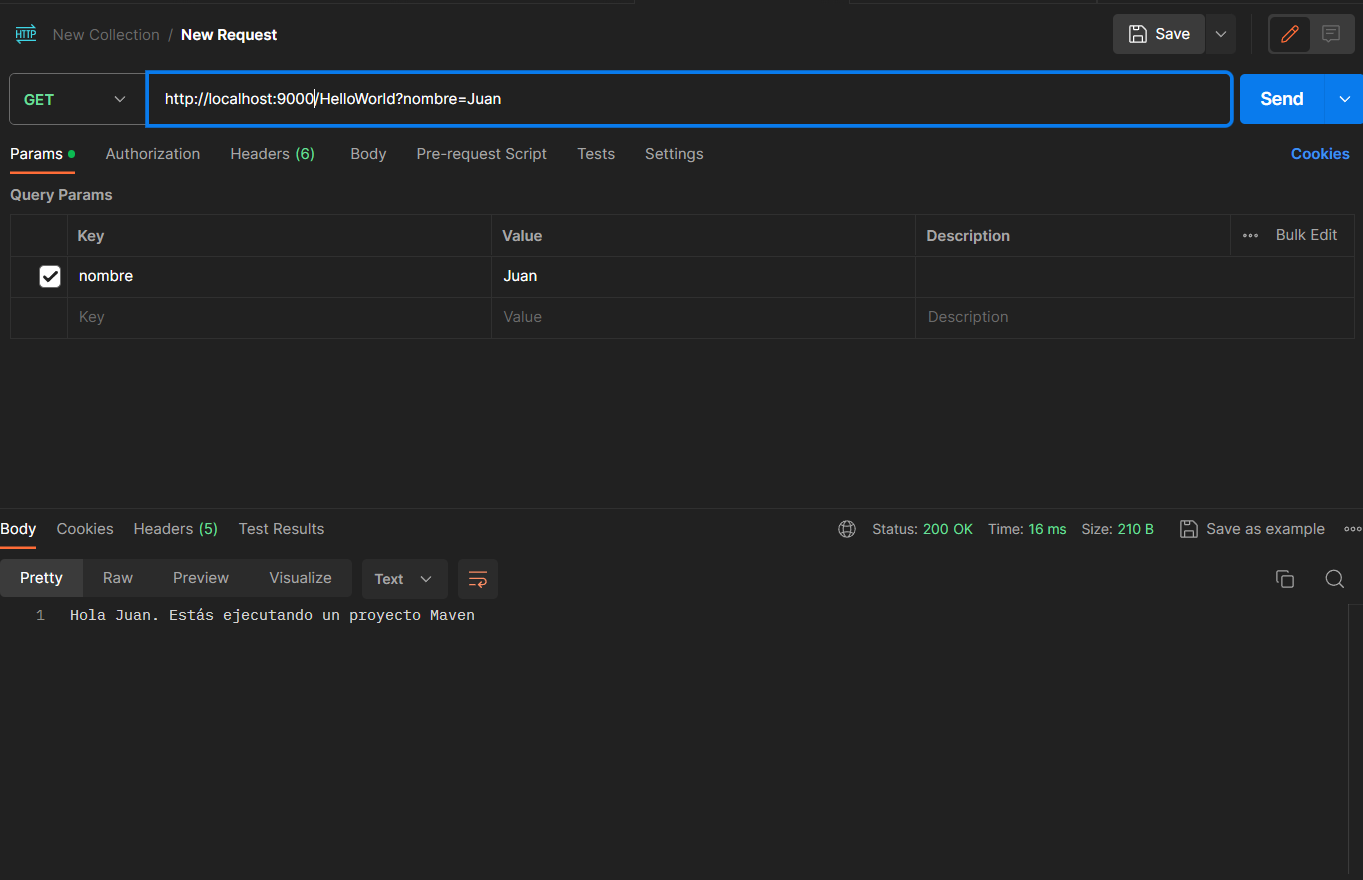 HTTP New Collection / New Request Save
GET http://localhost:9000/HelloWorld?nombre=Juan Send
Params Authorization Headers (6) Body Pre-request Script Tests Settings Cookies
Query Params
Key Value Description Bulk Edit
nombre Juan
Key Value Description
Body Cookies Headers (5) Test Results Status: 200 OK Time: 16 ms Size: 210 B Save as example
Pretty Raw Preview Visualize Text
1 Hola Juan. Estás ejecutando un proyecto Maven